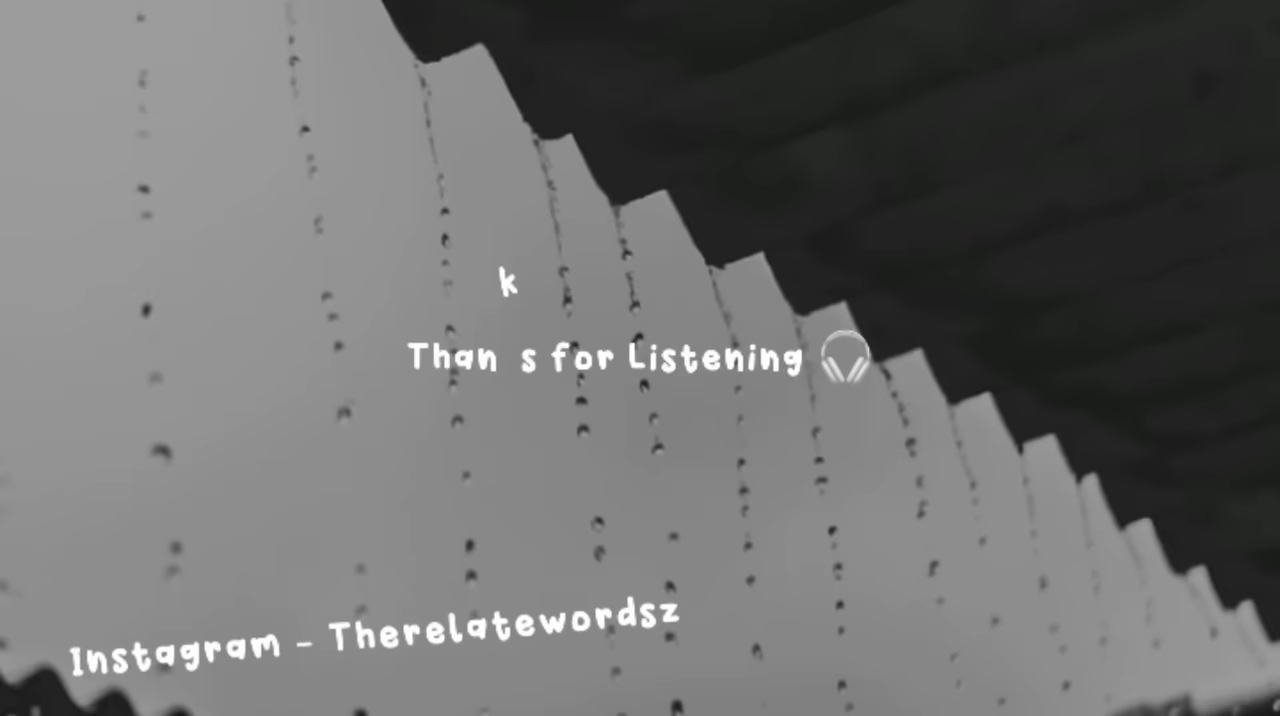 k
Than s for Listening 🎧
Instagram - Therelatewordsz